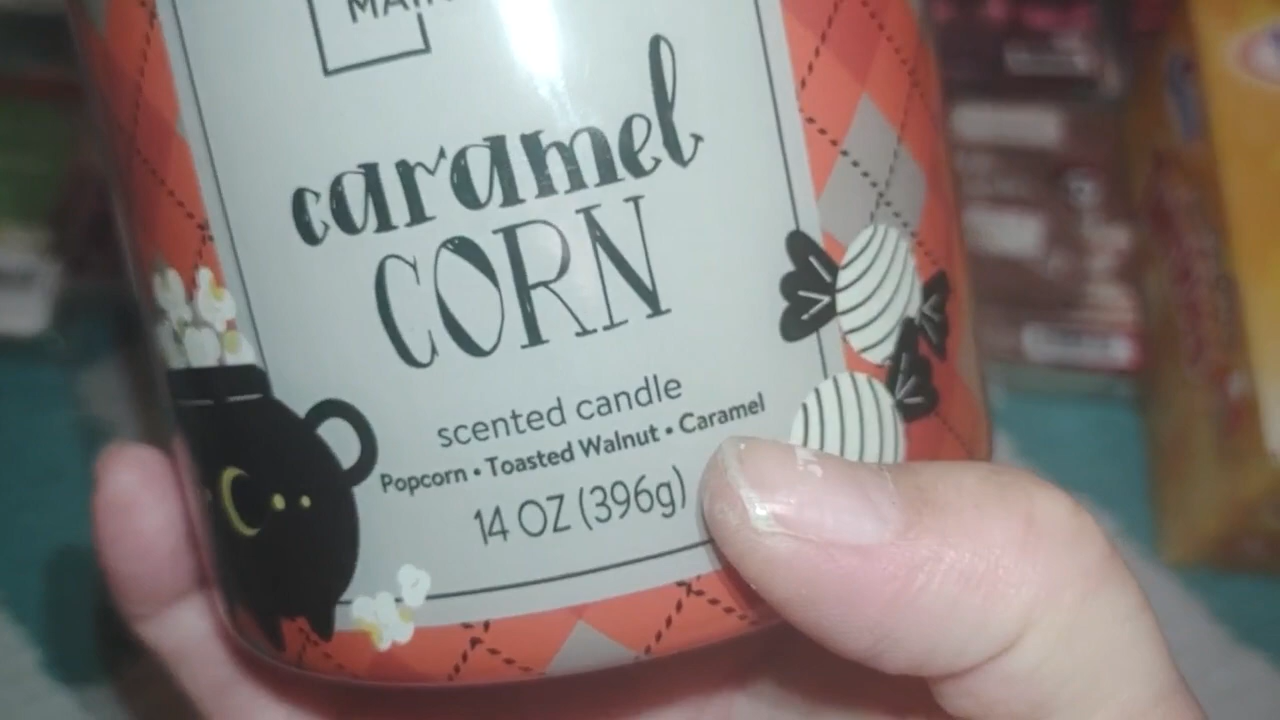 caramel
CORN
scented candle
Popcorn • Toasted Walnut • Caramel
14 OZ (396g)